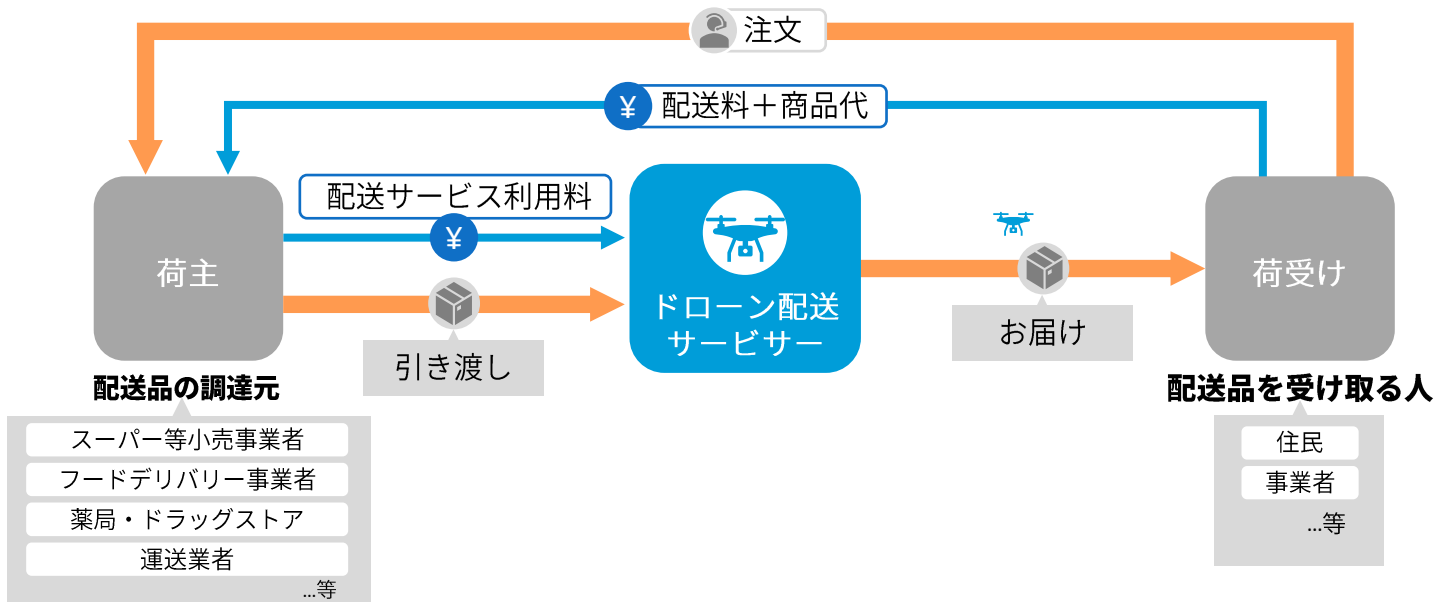 注文
¥ 配送料＋商品代
配送サービス利用料
¥
荷主
ドローン配送
サービサー
荷受け
引き渡し
お届け
配送品の調達元
スーパー等小売事業者
フードデリバリー事業者
薬局・ドラッグストア
運送業者
…等
配送品を受け取る人
住民
事業者
…等